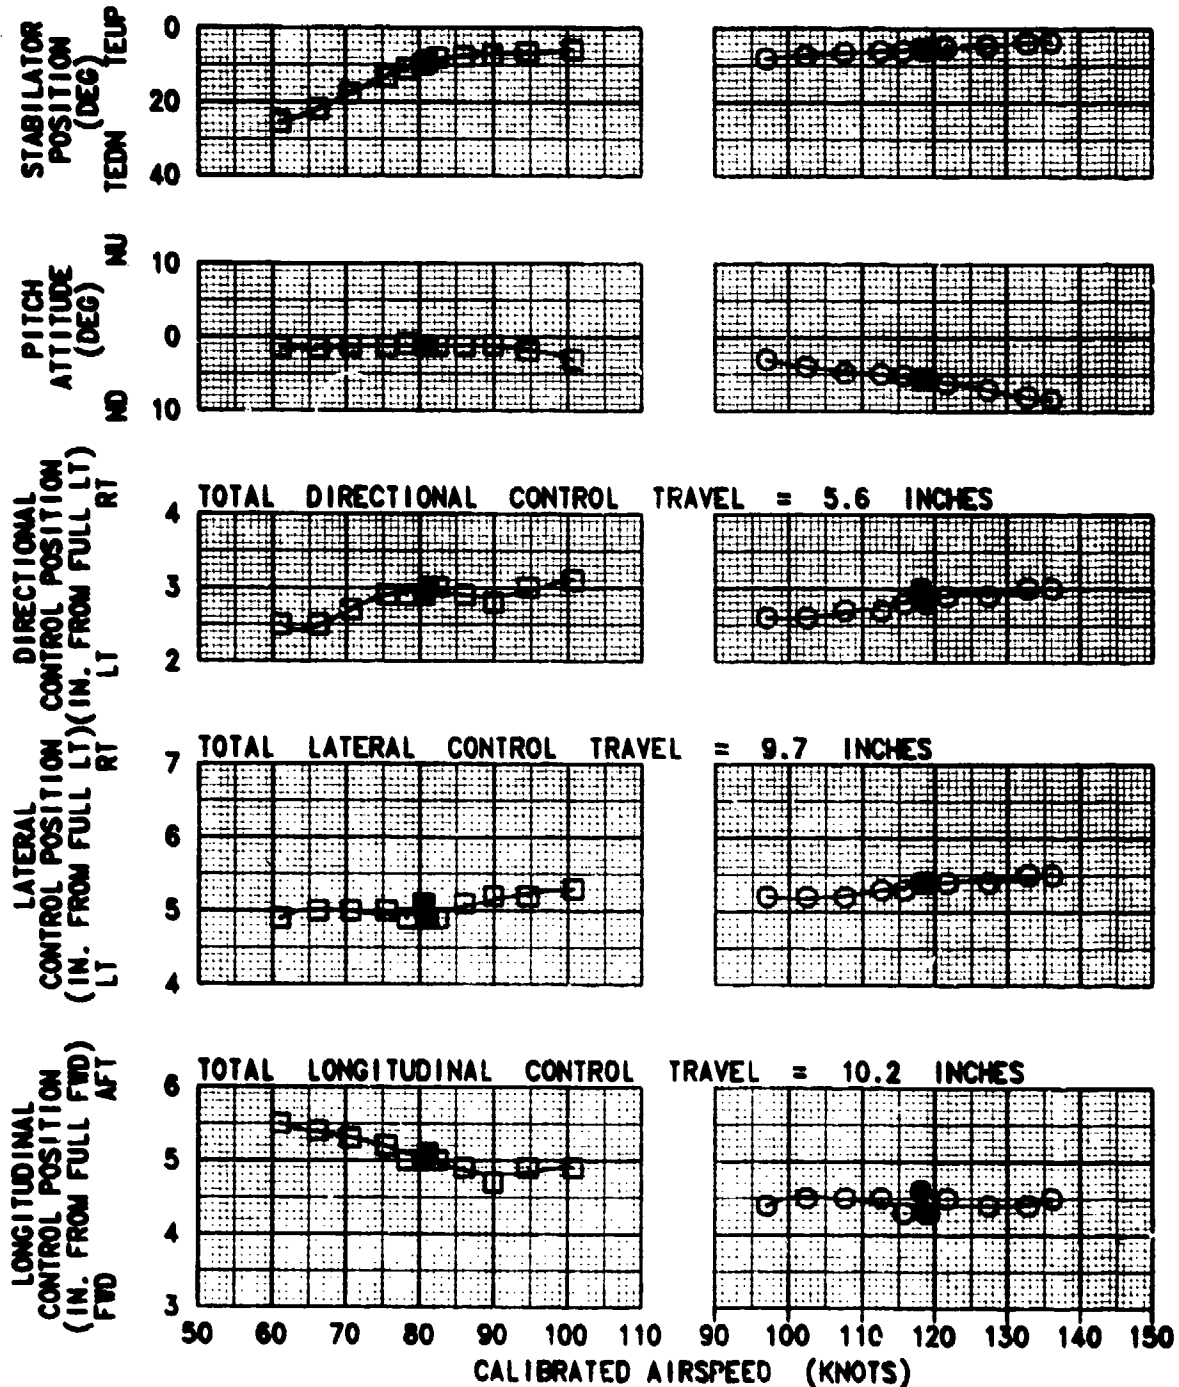 STABILATOR
POSITION
(DEG)
TEDN TEUP
0
20
40
PITCH
ATTITUDE
(DEG)
ND NU
10
0
10
DIRECTIONAL
CONTROL POSITION
(IN. FROM FULL LT)
LT RT
TOTAL DIRECTIONAL CONTROL TRAVEL = 5.6 INCHES
4
3
2
LATERAL
CONTROL POSITION
(IN. FROM FULL LT)
LT RT
TOTAL LATERAL CONTROL TRAVEL = 9.7 INCHES
7
6
5
4
LONGITUDINAL
CONTROL POSITION
(IN. FROM FULL FWD)
FWD AFT
TOTAL LONGITUDINAL CONTROL TRAVEL = 10.2 INCHES
6
5
4
3
50 60 70 80 90 100 110 90 100 110 120 130 140 150
CALIBRATED AIRSPEED (KNOTS)